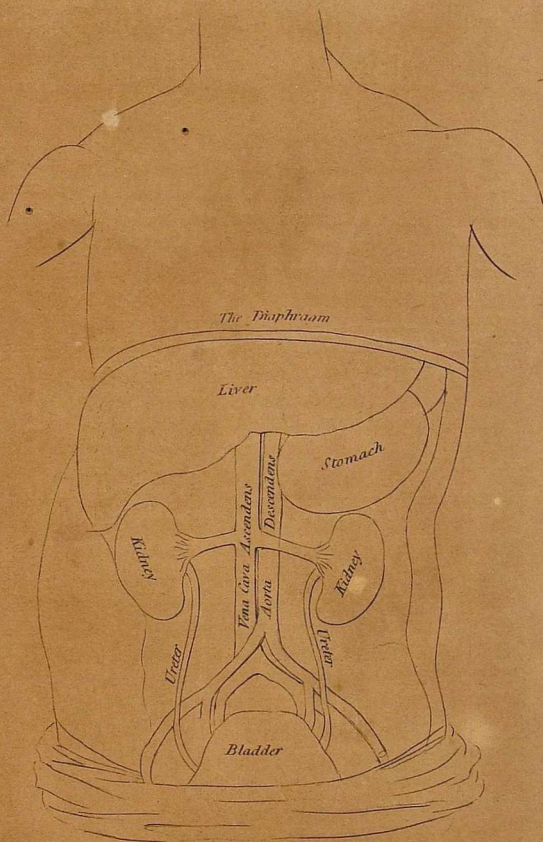 The Diaphragm
Liver
Stomach
Descendens
Vena Cava Ascendens
Aorta
Kidney
Kidney
Ureter
Ureter
Bladder